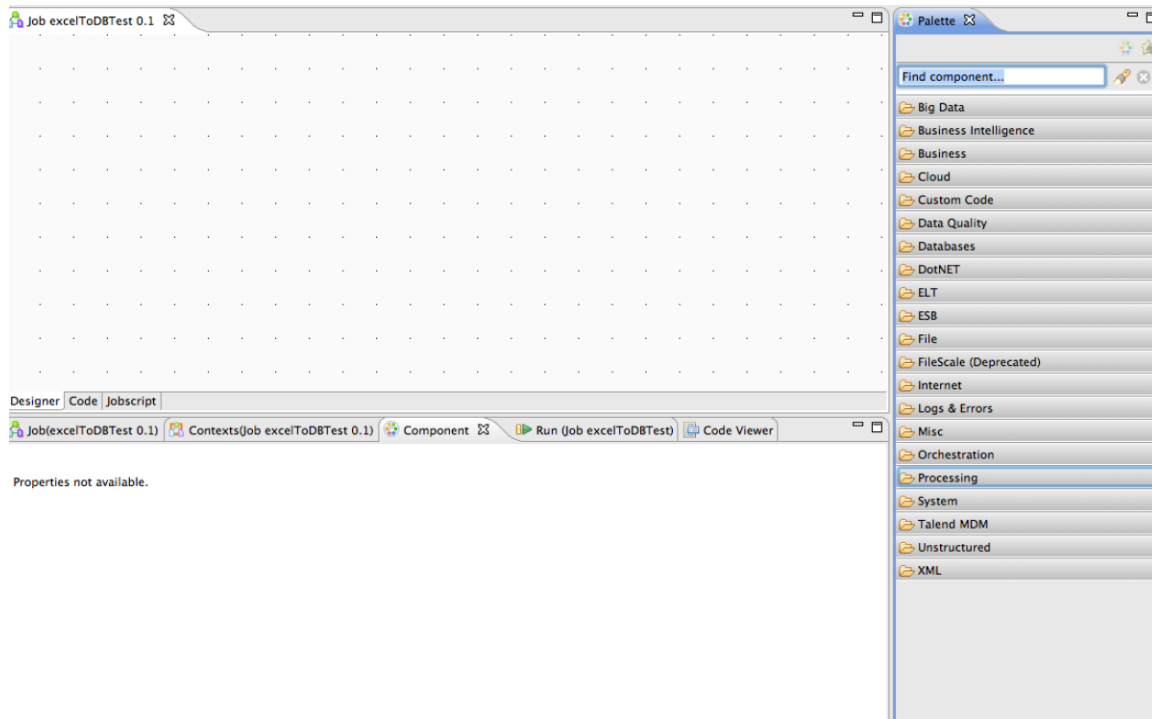 Job excelToDBTest 0.1
Palette
Find component...
Big Data
Business Intelligence
Business
Cloud
Custom Code
Data Quality
Databases
DotNET
ELT
ESB
File
FileScale (Deprecated)
Internet
Logs & Errors
Misc
Orchestration
Processing
System
Talend MDM
Unstructured
XML
Designer Code Jobscript
Job(excelToDBTest 0.1) Contexts(Job excelToDBTest 0.1) Component Run (Job excelToDBTest) Code Viewer
Properties not available.